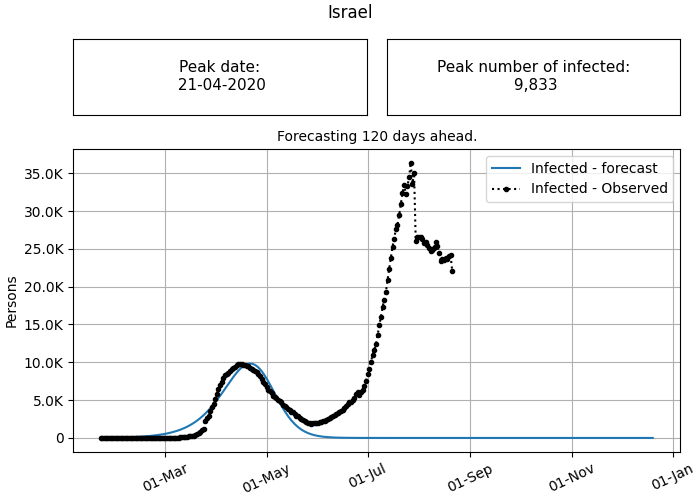 Israel
Peak date:
21-04-2020
Peak number of infected:
9,833
Forecasting 120 days ahead.
Infected - forecast
Infected - Observed
Persons
35.0K
30.0K
25.0K
20.0K
15.0K
10.0K
5.0K
0
01-Mar
01-May
01-Jul
01-Sep
01-Nov
01-Jan